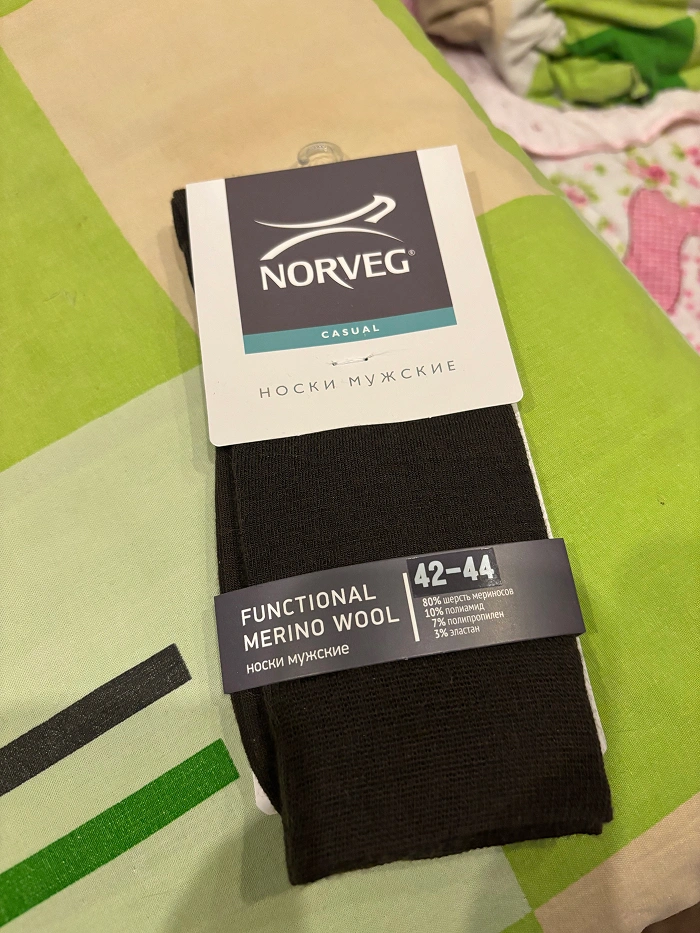 NORVEG®
CASUAL
НОСКИ МУЖСКИЕ
FUNCTIONAL
MERINO WOOL
носки мужские
42–44
80% шерсть мериносов
10% полиамид
7% полипропилен
3% эластан